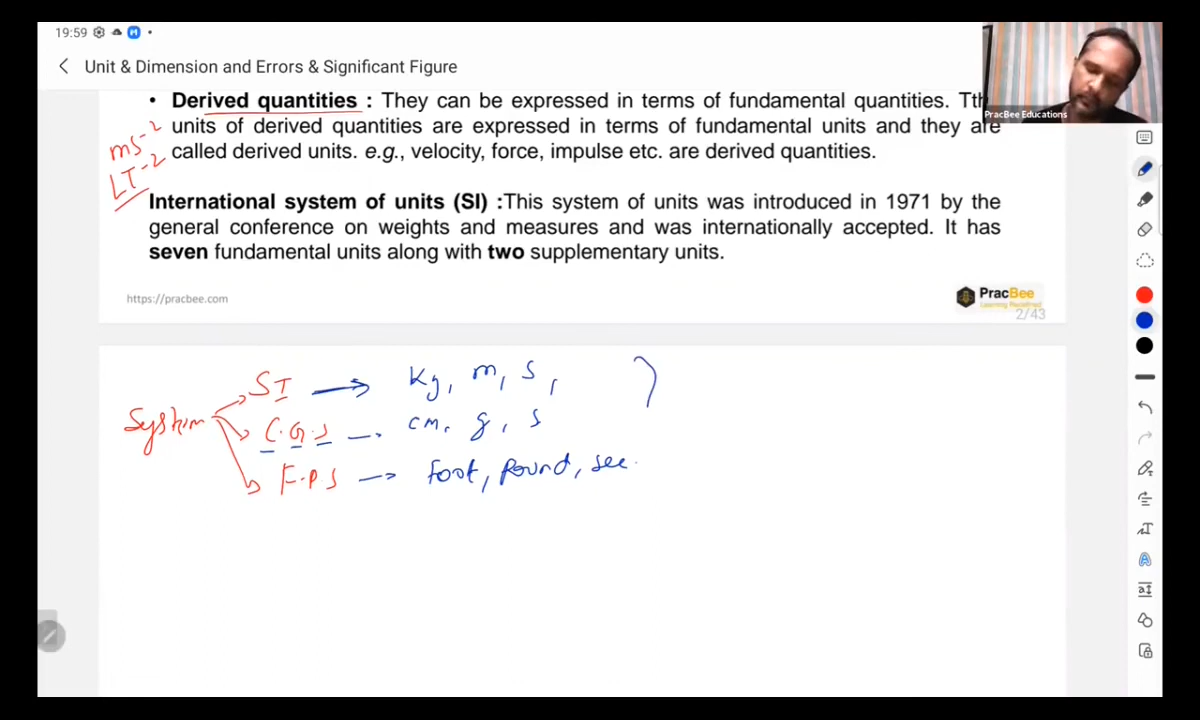 19:59
Unit & Dimension and Errors & Significant Figure
PracBee Educations
• Derived quantities : They can be expressed in terms of fundamental quantities. Tth
units of derived quantities are expressed in terms of fundamental units and they are
called derived units. e.g., velocity, force, impulse etc. are derived quantities.
ms-2
LT-2
International system of units (SI) :This system of units was introduced in 1971 by the
general conference on weights and measures and was internationally accepted. It has
seven fundamental units along with two supplementary units.
https://pracbee.com
PracBee
Learning Redefined
2/43
System
SI → Kg, m, s,
C.G.S → cm, g, s
F.P.S → Foot, Pound, sec.